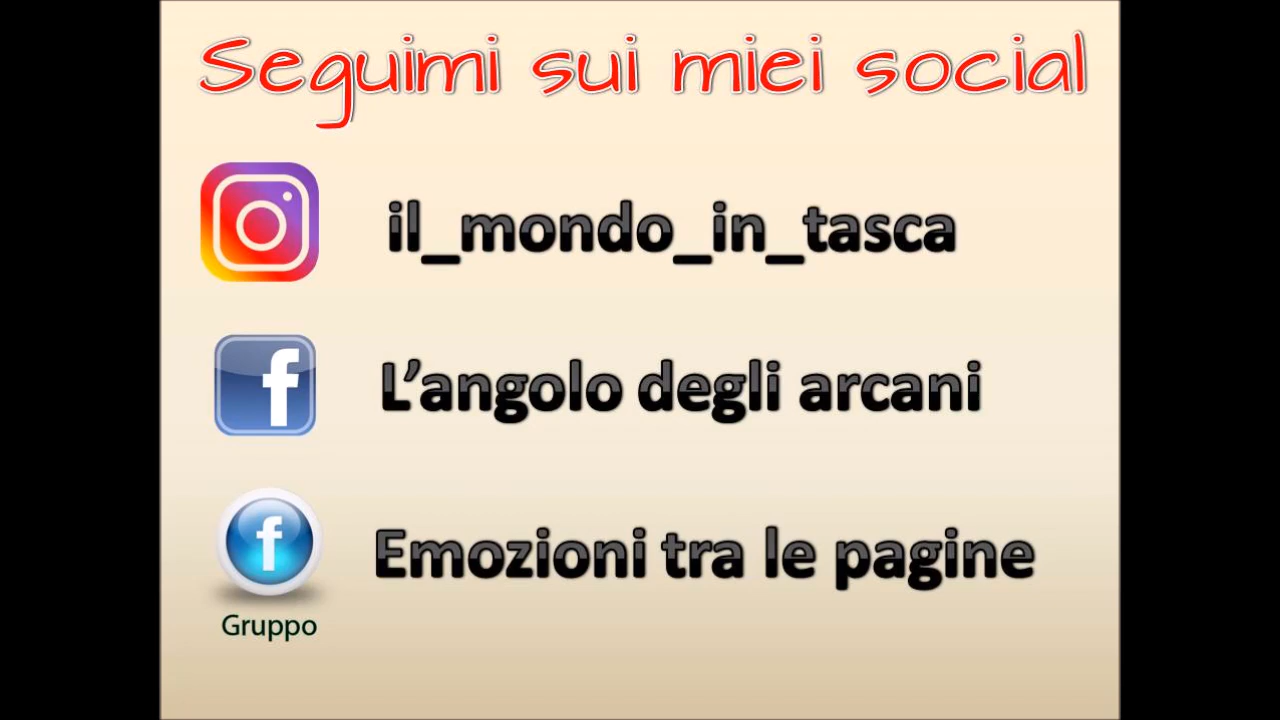 Seguimi sui miei social
il_mondo_in_tasca
L’angolo degli arcani
Emozioni tra le pagine
Gruppo